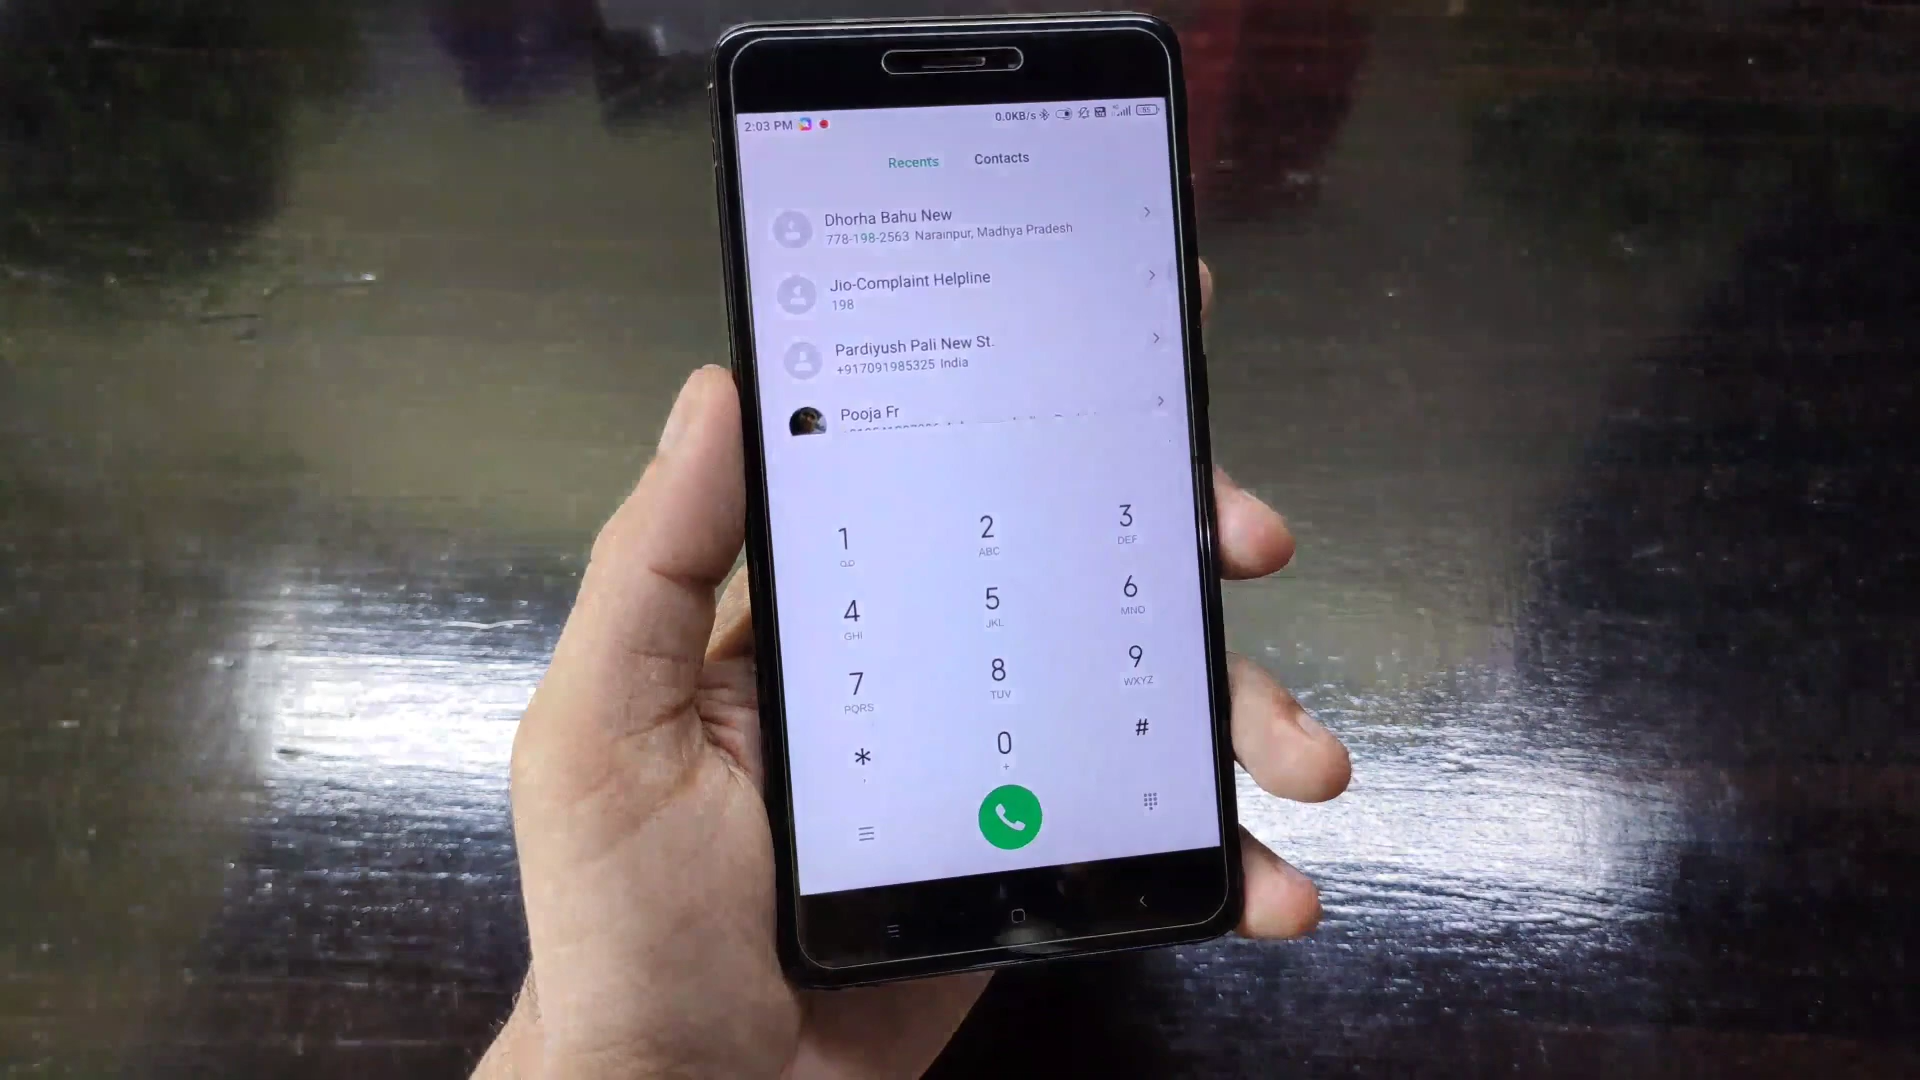 2:03 PM 0.0KB/s 55
Recents Contacts
Dhorha Bahu New
778-198-2563 Narainpur, Madhya Pradesh
Jio-Complaint Helpline
198
Pardiyush Pali New St.
+917091985325 India
Pooja Fr
1 2 3
ABC DEF
4 5 6
GHI JKL MNO
7 8 9
PQRS TUV WXYZ
* 0 #
, +